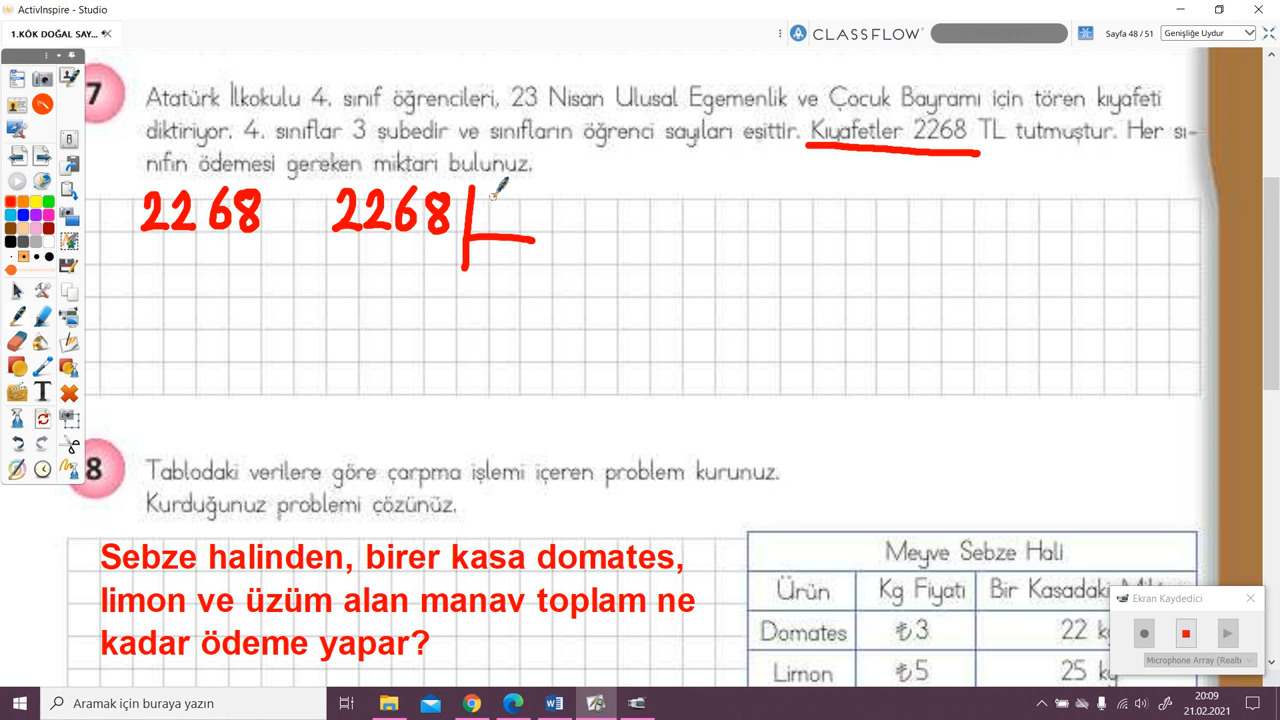 ActivInspire - Studio
1.KÖK DOĞAL SAY...
CLASSFLOW
Sayfa 48 / 51
Genişliğe Uydur
7
Atatürk İlkokulu 4. sınıf öğrencileri, 23 Nisan Ulusal Egemenlik ve Çocuk Bayramı için tören kıyafeti
diktiriyor. 4. sınıflar 3 şubedir ve sınıfların öğrenci sayıları eşittir. Kıyafetler 2268 TL tutmuştur. Her sı-
nıfın ödemesi gereken miktarı bulunuz.
2268 2268
8
Tablodaki verilere göre çarpma işlemi içeren problem kurunuz.
Kurduğunuz problemi çözünüz.
Sebze halinden, birer kasa domates,
limon ve üzüm alan manav toplam ne
kadar ödeme yapar?
Meyve Sebze Hali
Ürün Kg Fiyatı Bir Kasadaki
Domates ₺3 22 kg
Limon ₺5 25 kg
Ekran Kaydedici
Microphone Array (Realte
Aramak için buraya yazın
20:09
21.02.2021